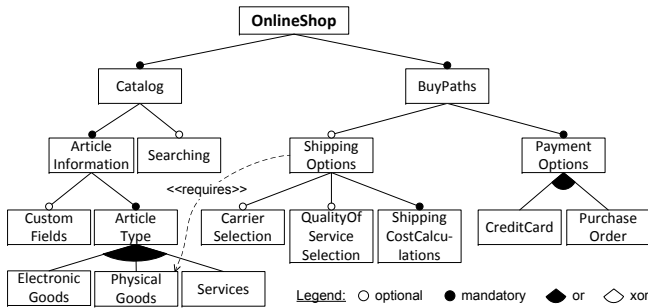 OnlineShop
Catalog
BuyPaths
Article
Information
Searching
Shipping
Options
Payment
Options
<<requires>>
Custom
Fields
Article
Type
Carrier
Selection
QualityOf
Service
Selection
Shipping
CostCalcu-
lations
CreditCard
Purchase
Order
Electronic
Goods
Physical
Goods
Services
Legend: optional mandatory or xor